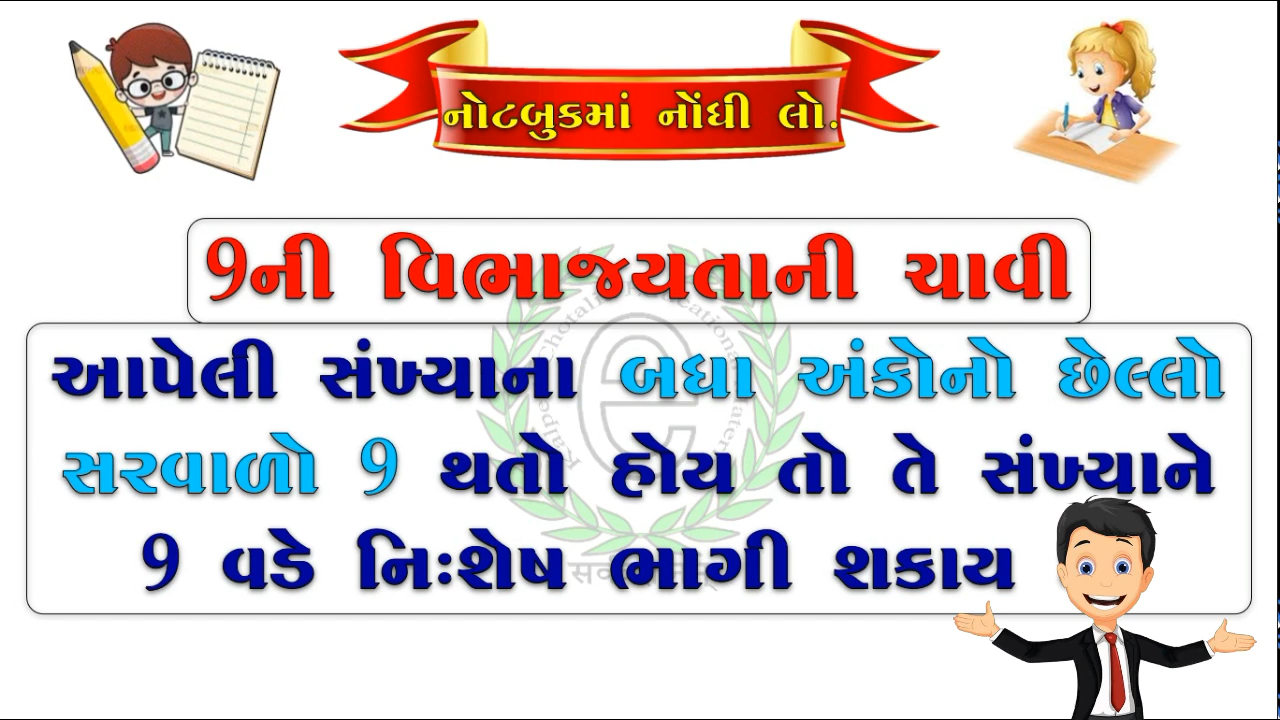 નોટબુકમાં નોંધી લો.
9ની વિભાજયતાની ચાવી
આપેલી સંખ્યાના બધા અંકોનો છેલ્લો
સરવાળો 9 થતો હોય તો તે સંખ્યાને
9 વડે નિઃશેષ ભાગી શકાય